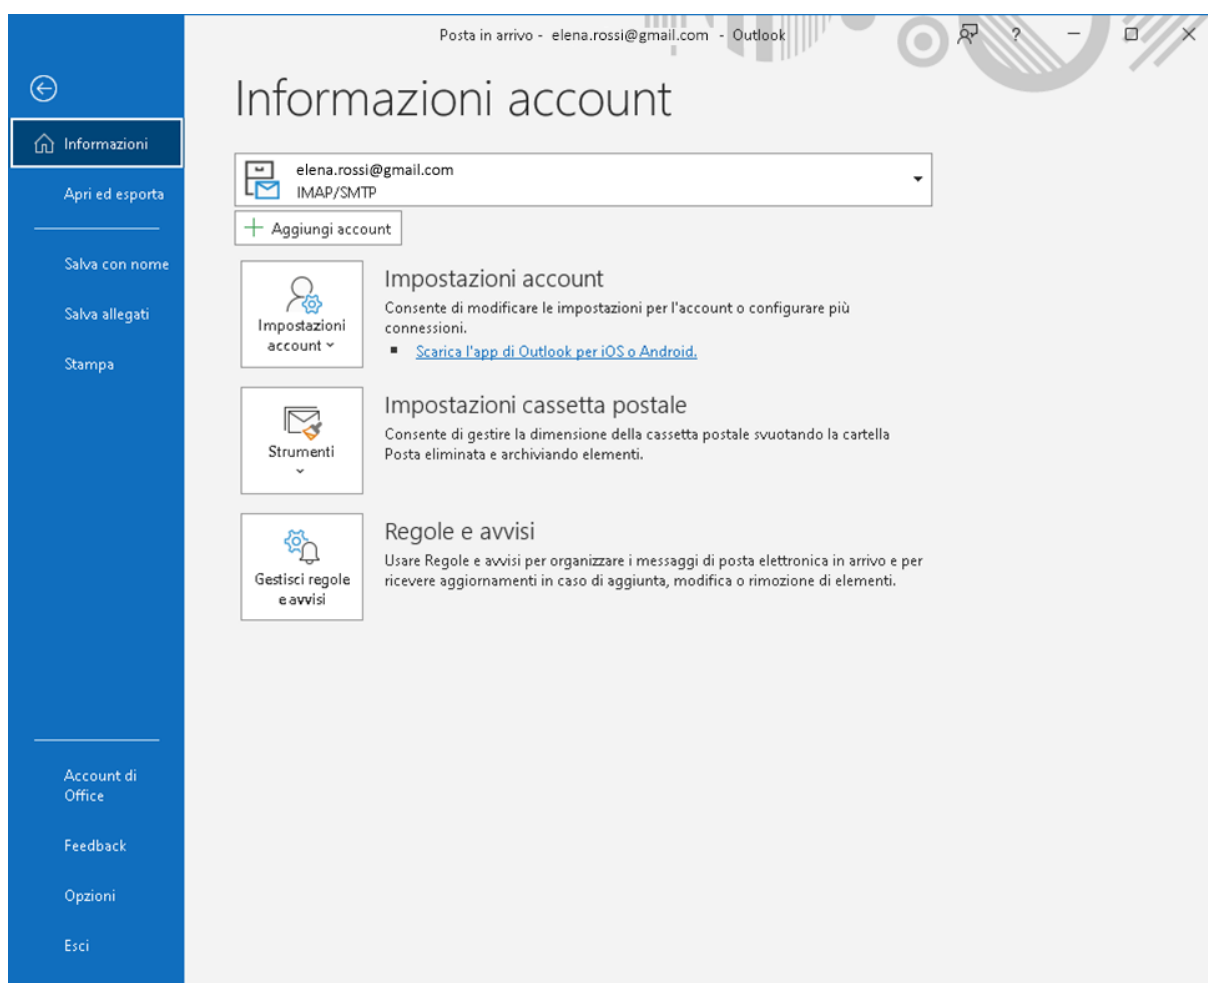 Posta in arrivo - elena.rossi@gmail.com - Outlook
?
Informazioni account
Informazioni
Apri ed esporta
Salva con nome
Salva allegati
Stampa
Account di
Office
Feedback
Opzioni
Esci
elena.rossi@gmail.com
IMAP/SMTP
Aggiungi account
Impostazioni
account
Impostazioni account
Consente di modificare le impostazioni per l'account o configurare più
connessioni.
Scarica l'app di Outlook per iOS o Android.
Strumenti
Impostazioni cassetta postale
Consente di gestire la dimensione della cassetta postale svuotando la cartella
Posta eliminata e archiviando elementi.
Gestisci regole
e avvisi
Regole e avvisi
Usare Regole e avvisi per organizzare i messaggi di posta elettronica in arrivo e per
ricevere aggiornamenti in caso di aggiunta, modifica o rimozione di elementi.